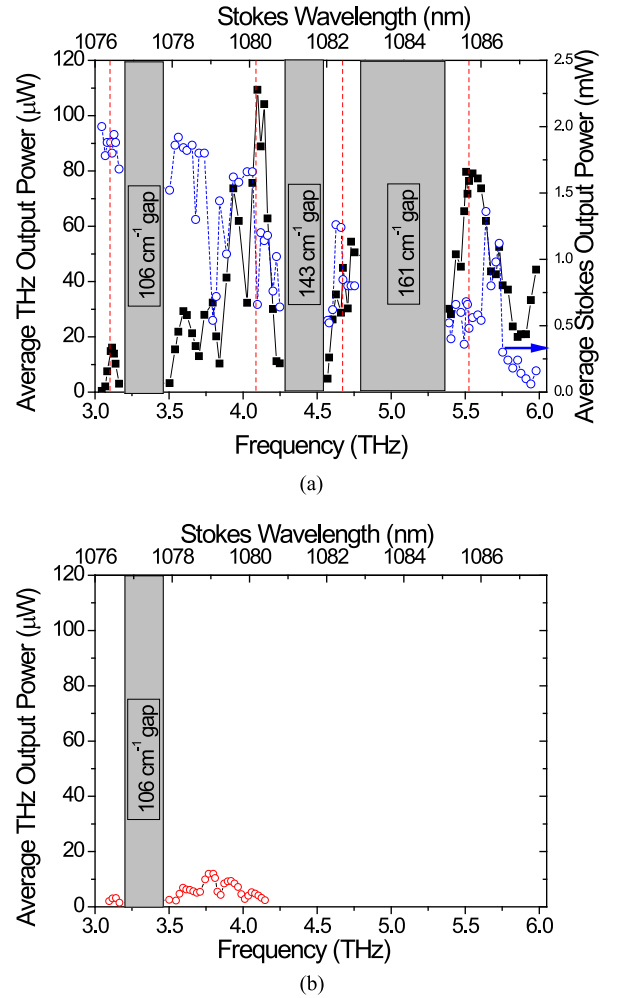 Stokes Wavelength (nm)
1076 1078 1080 1082 1084 1086
120
100
80
60
40
20
0
Average THz Output Power (μW)
106 cm-1 gap
143 cm-1 gap
161 cm-1 gap
2.5
2.0
1.5
1.0
0.5
0.0
Average Stokes Output Power (mW)
3.0 3.5 4.0 4.5 5.0 5.5 6.0
Frequency (THz)
(a)
Stokes Wavelength (nm)
1076 1078 1080 1082 1084 1086
120
100
80
60
40
20
0
Average THz Output Power (μW)
106 cm-1 gap
3.0 3.5 4.0 4.5 5.0 5.5 6.0
Frequency (THz)
(b)